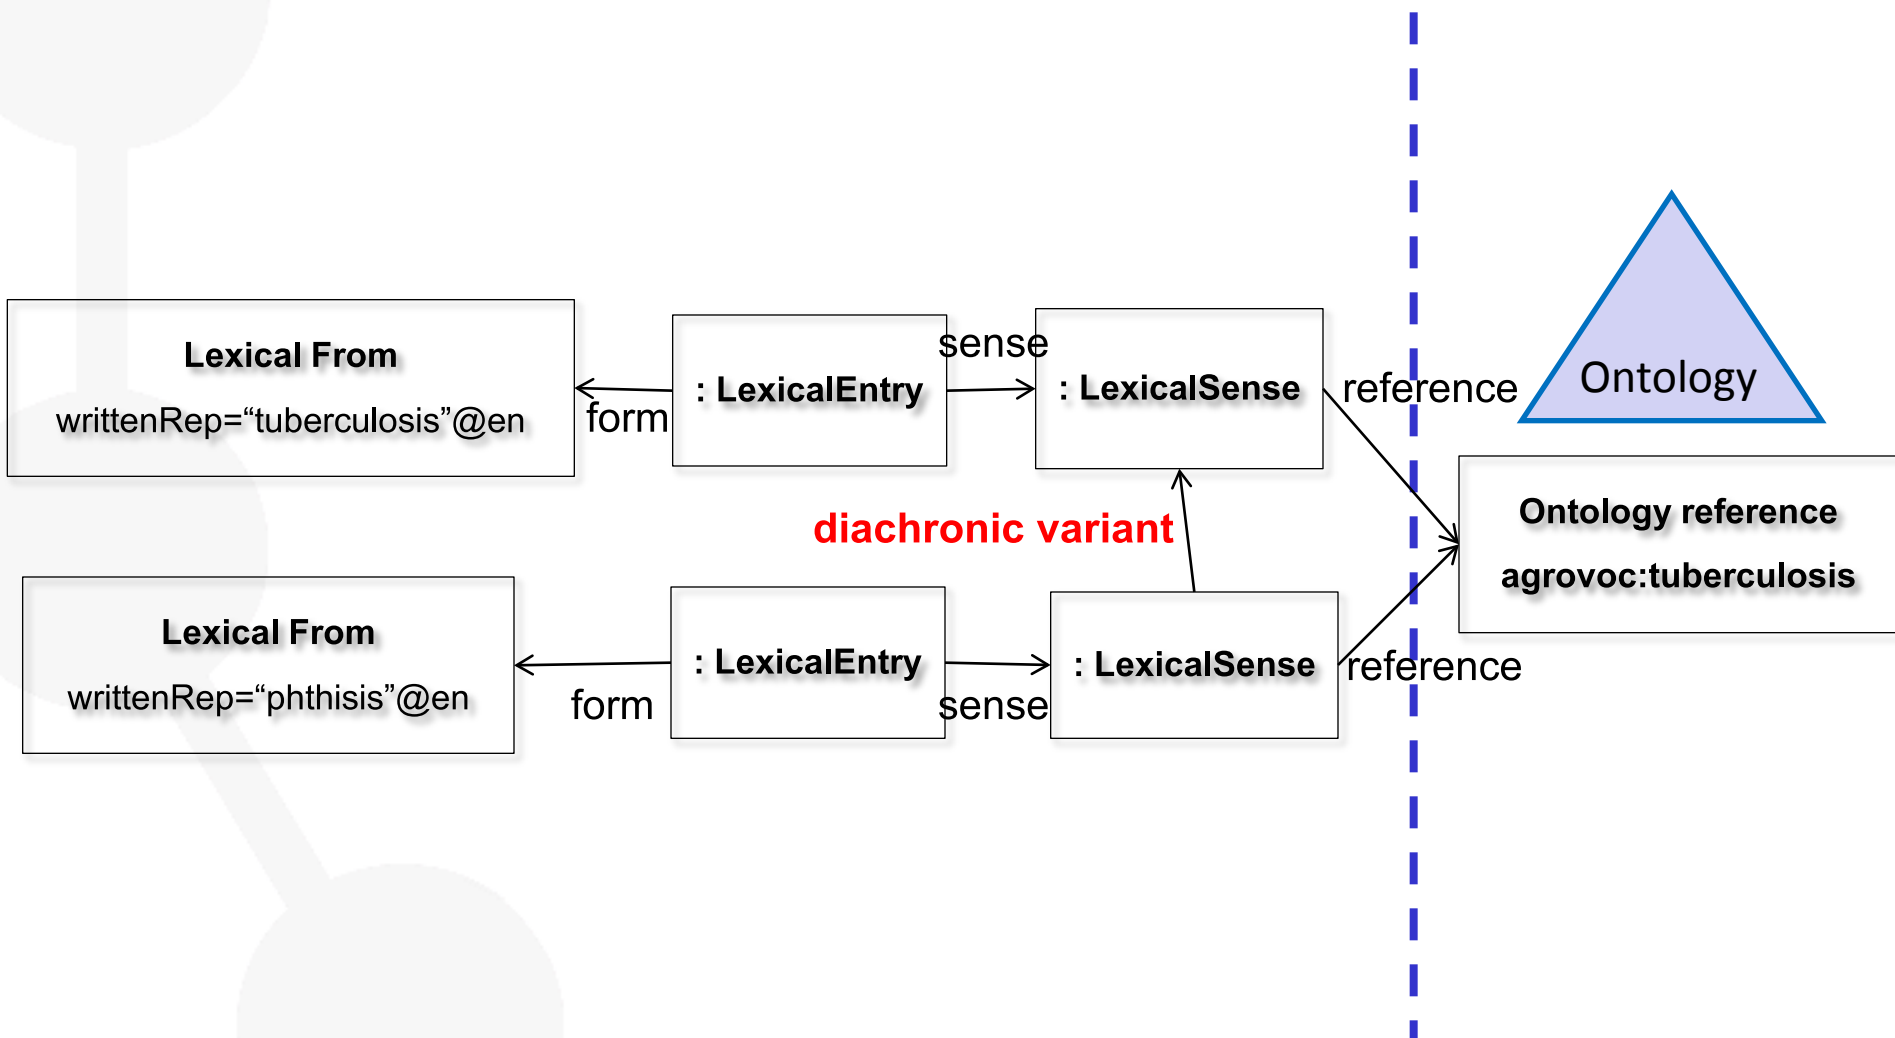 Lexical From
writtenRep=“tuberculosis”@en
form
: LexicalEntry
sense
: LexicalSense
reference
Ontology
diachronic variant
Ontology reference
agrovoc:tuberculosis
Lexical From
writtenRep=“phthisis”@en
form
: LexicalEntry
sense
: LexicalSense
reference